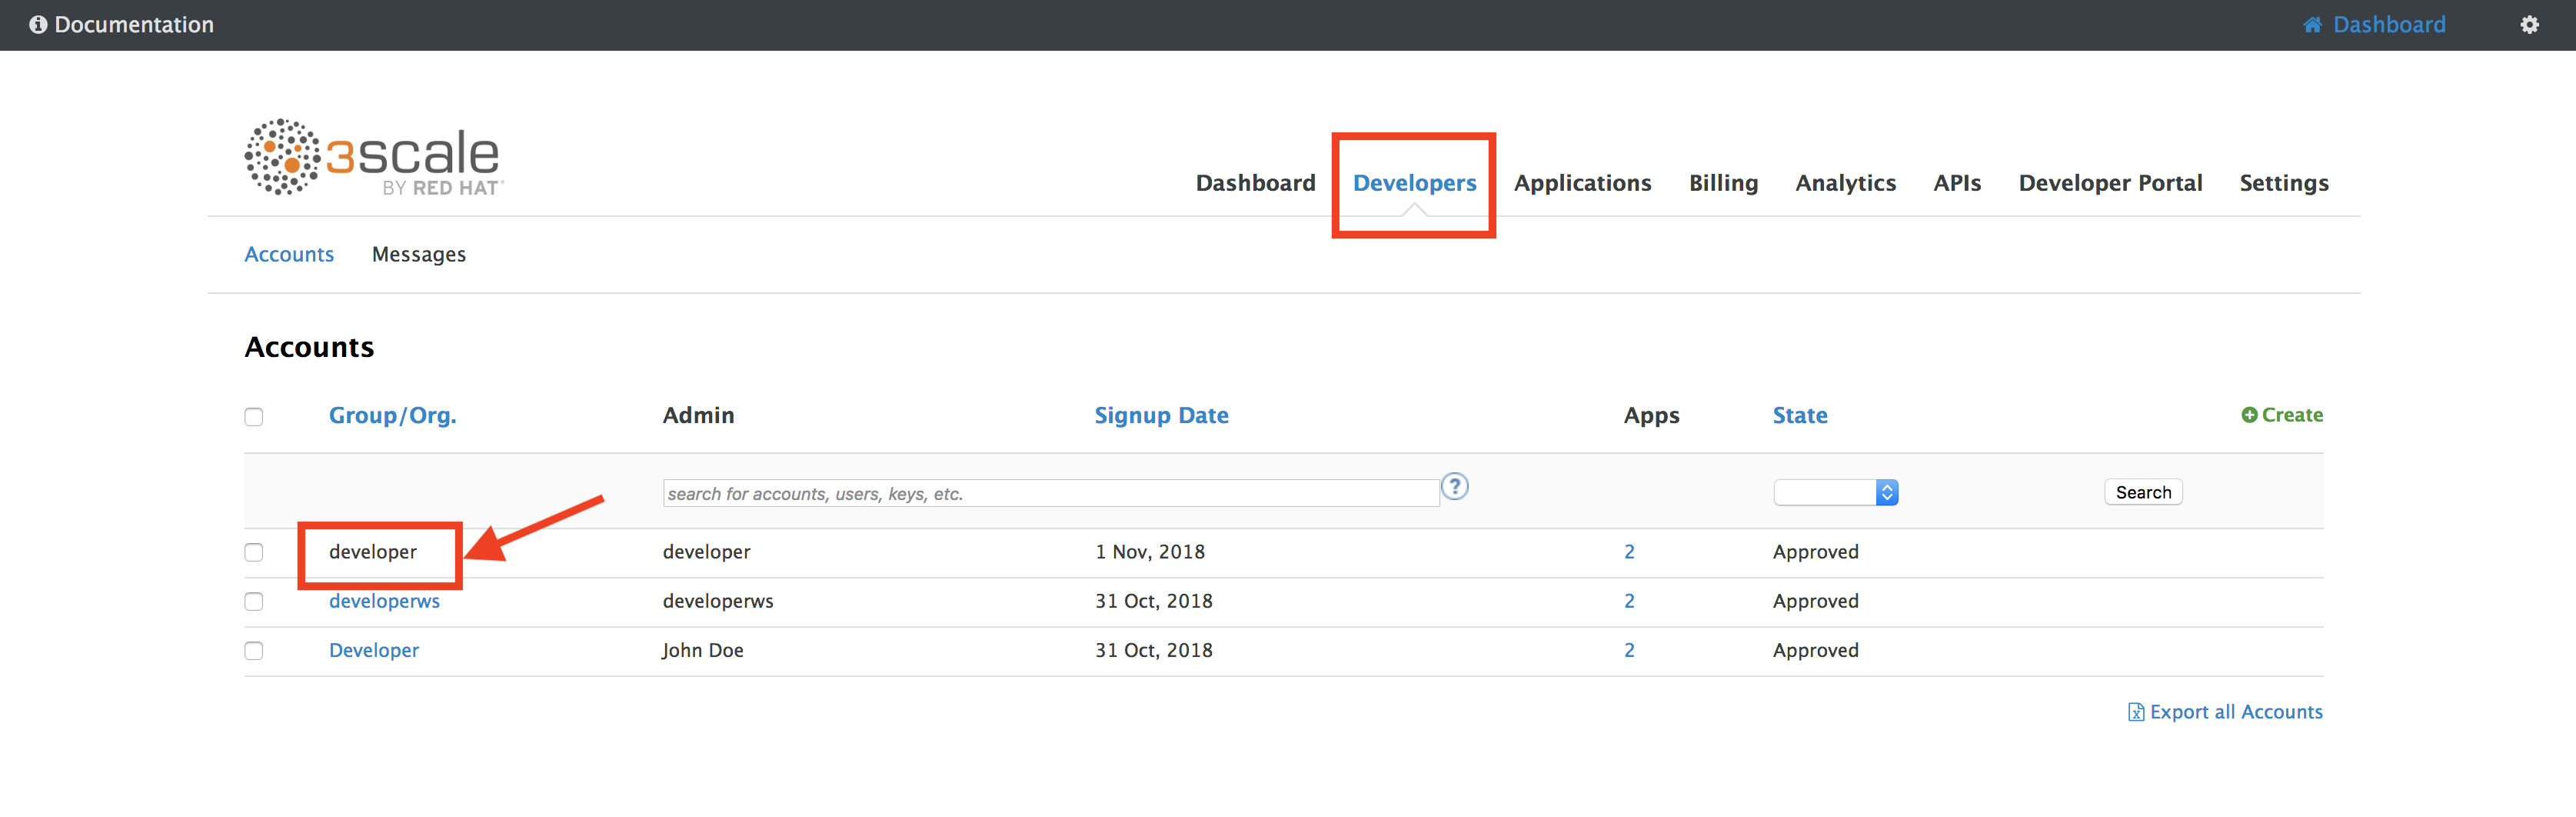 Documentation
Dashboard
3scale
BY RED HAT
Dashboard Developers Applications Billing Analytics APIs Developer Portal Settings
Accounts Messages
Accounts
Group/Org. Admin Signup Date Apps State Create
search for accounts, users, keys, etc. ? Search
developer developer 1 Nov, 2018 2 Approved
developerws developerws 31 Oct, 2018 2 Approved
Developer John Doe 31 Oct, 2018 2 Approved
Export all Accounts